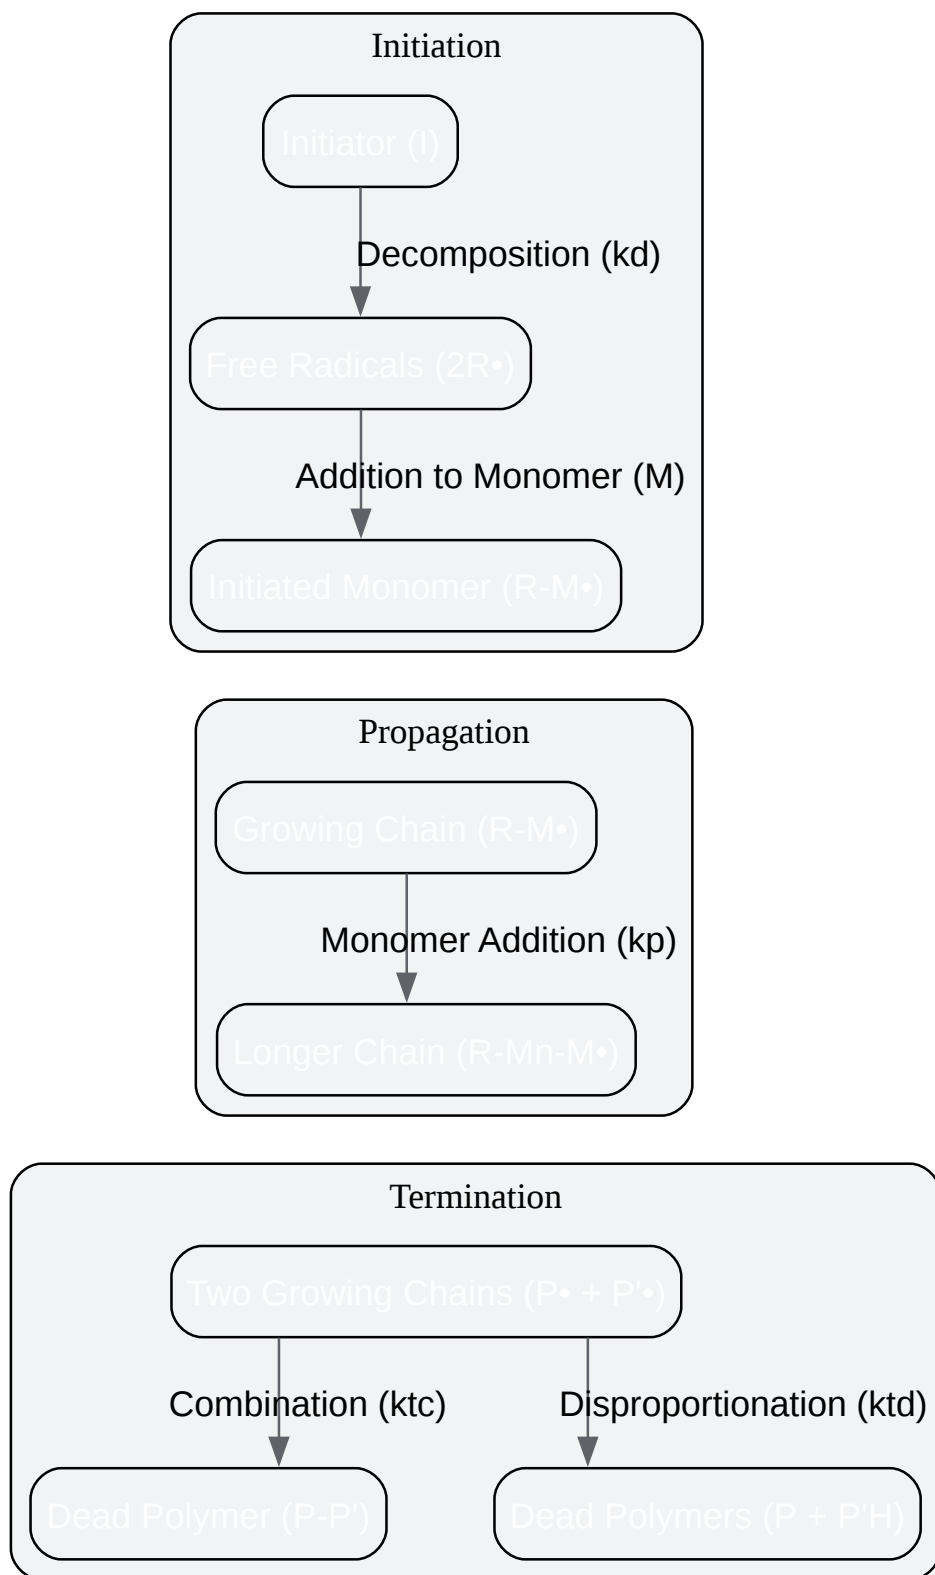 Initiation
Initiator (I)
Decomposition (kd)
Free Radicals (2R•)
Addition to Monomer (M)
Initiated Monomer (R-M•)
Propagation
Growing Chain (R-M•)
Monomer Addition (kp)
Longer Chain (R-Mn-M•)
Termination
Two Growing Chains (P• + P'•)
Combination (ktc)
Disproportionation (ktd)
Dead Polymer (P-P')
Dead Polymers (P + P'H)